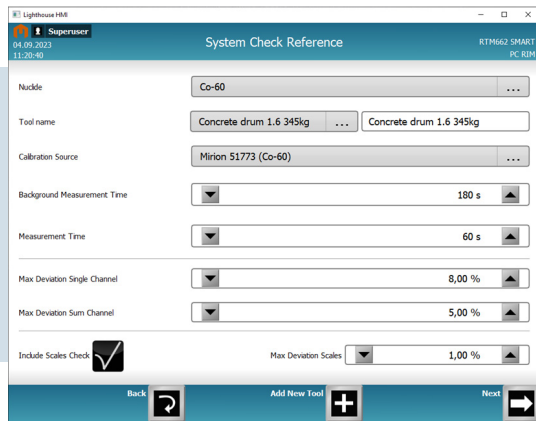 Lighthouse HMI
Superuser
04.09.2023
11:20:40
System Check Reference
RTM662 SMART
PC RIM
Nuclide
Co-60
...
Tool name
Concrete drum 1.6 345kg
...
Concrete drum 1.6 345kg
Calibration Source
Mirion 51773 (Co-60)
...
Background Measurement Time
180 s
Measurement Time
60 s
Max Deviation Single Channel
8,00 %
Max Deviation Sum Channel
5,00 %
Include Scales Check
Max Deviation Scales
1,00 %
Back
Add New Tool
Next